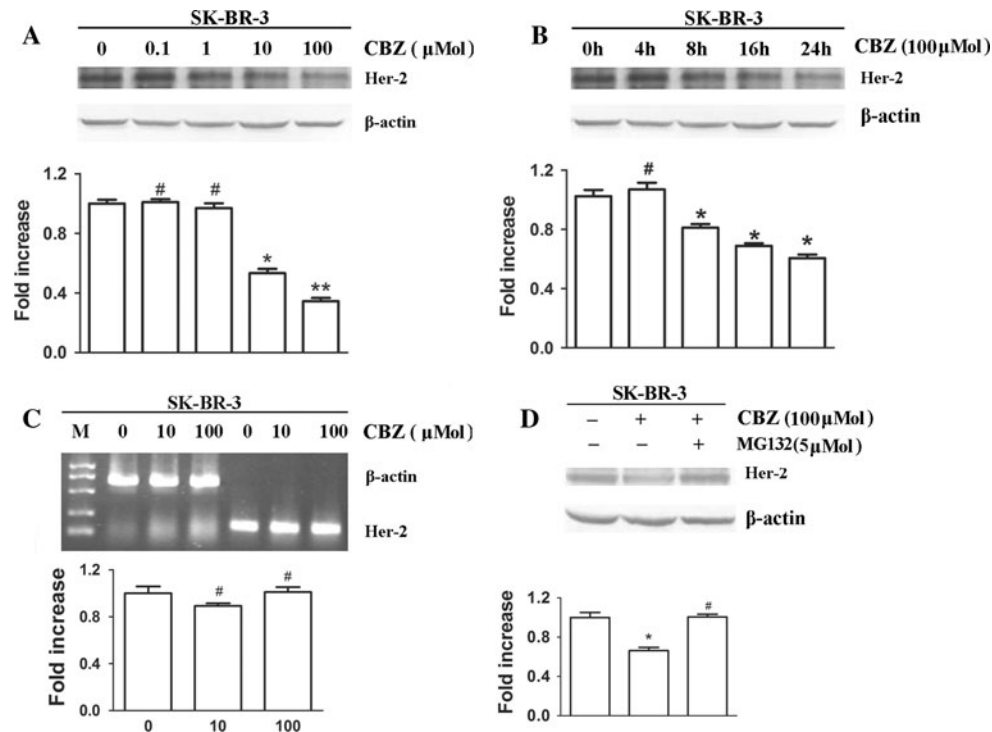 A
SK-BR-3
0 0.1 1 10 100 CBZ ( μMol)
Her-2
β-actin
Fold increase
1.2
0.8
0.4
0.0
# # * **
B
SK-BR-3
0h 4h 8h 16h 24h CBZ (100μMol)
Her-2
β-actin
Fold increase
1.2
0.8
0.4
0.0
# * * *
C
SK-BR-3
M 0 10 100 0 10 100 CBZ ( μMol)
β-actin
Her-2
Fold increase
1.2
0.8
0.4
0.0
# #
0 10 100
D
SK-BR-3
– + + CBZ (100μMol)
– – + MG132(5μMol)
Her-2
β-actin
Fold increase
1.2
0.8
0.4
0.0
* #